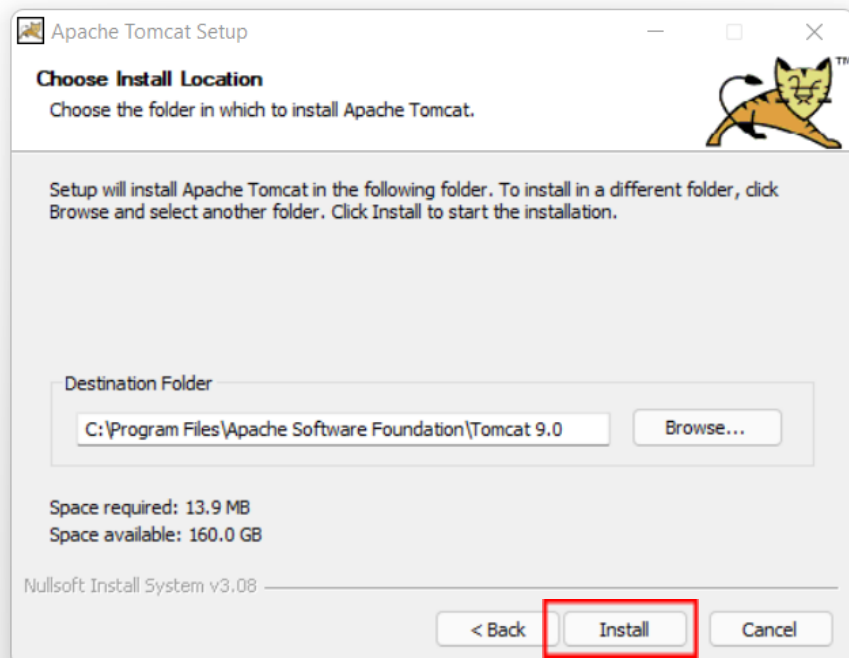 Apache Tomcat Setup
Choose Install Location
Choose the folder in which to install Apache Tomcat.
TM
Setup will install Apache Tomcat in the following folder. To install in a different folder, click
Browse and select another folder. Click Install to start the installation.
Destination Folder
C:\Program Files\Apache Software Foundation\Tomcat 9.0
Browse...
Space required: 13.9 MB
Space available: 160.0 GB
Nullsoft Install System v3.08
< Back
Install
Cancel